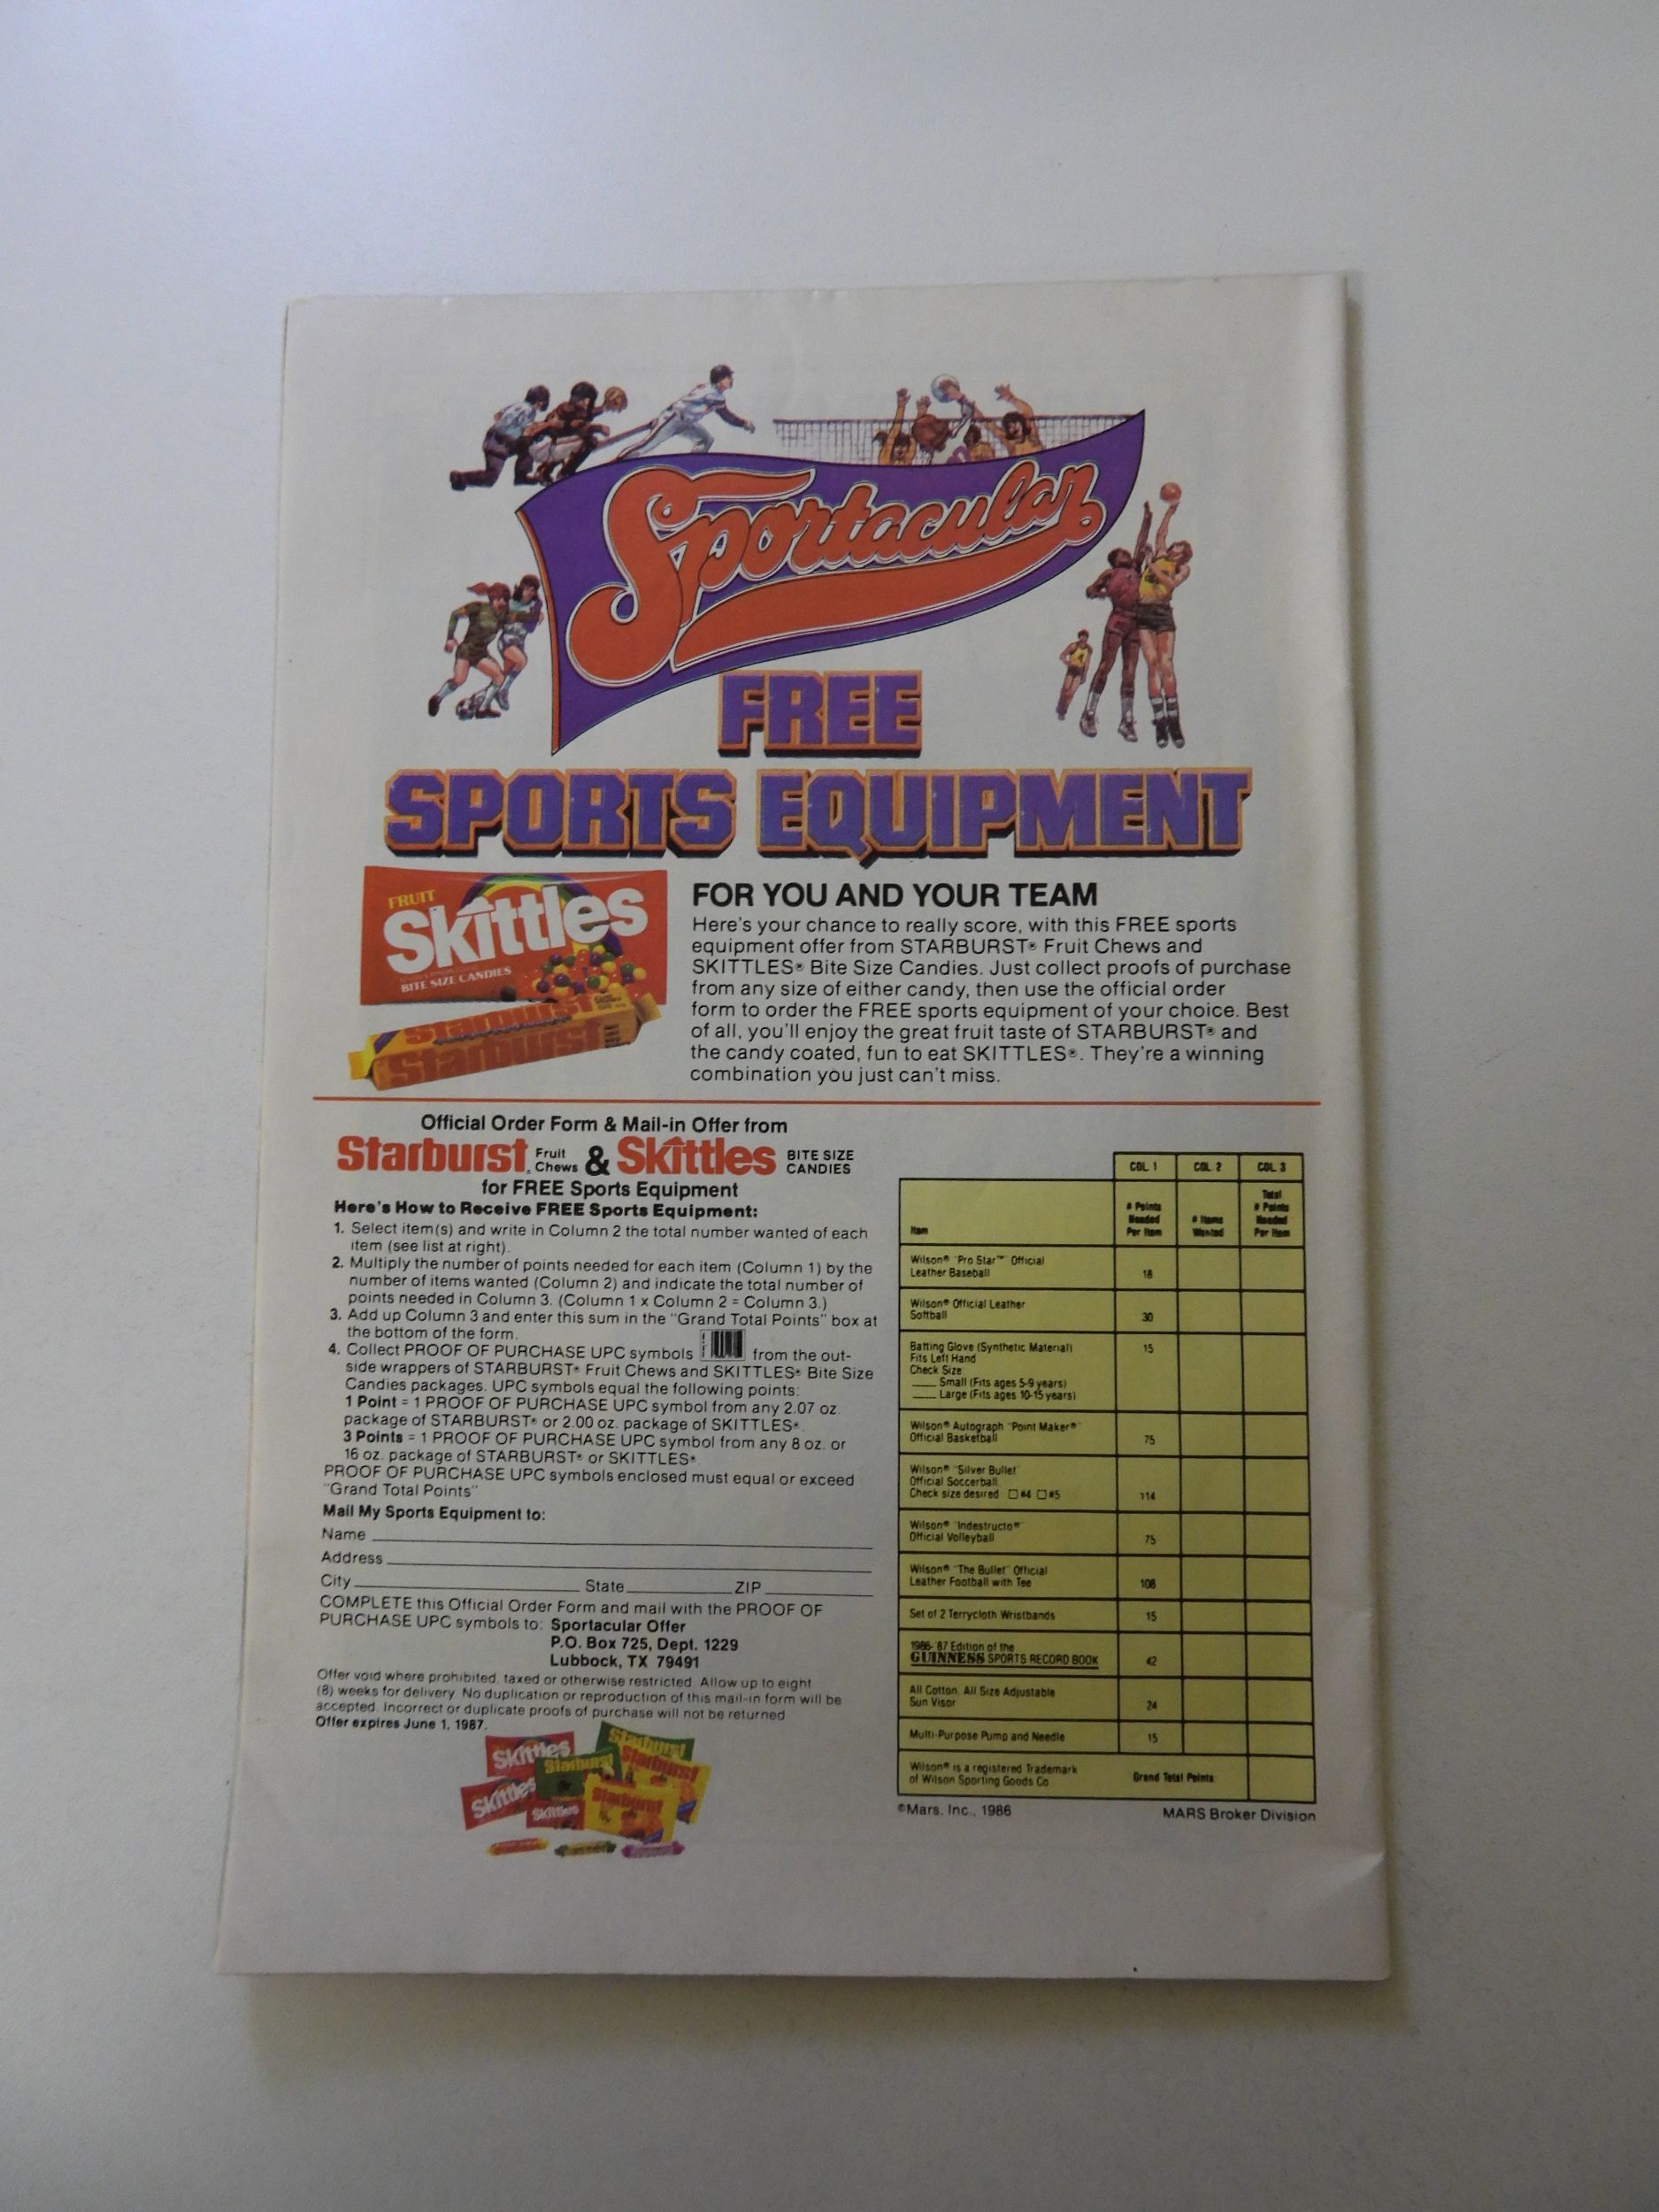 Sportacular
FREE
SPORTS EQUIPMENT
FRUIT
Skittles
BITE SIZE CANDIES
Starburst
Starburst
FOR YOU AND YOUR TEAM
Here's your chance to really score, with this FREE sports
equipment offer from STARBURST® Fruit Chews and
SKITTLES® Bite Size Candies. Just collect proofs of purchase
from any size of either candy, then use the official order
form to order the FREE sports equipment of your choice. Best
of all, you'll enjoy the great fruit taste of STARBURST® and
the candy coated, fun to eat SKITTLES®. They're a winning
combination you just can't miss.
Official Order Form & Mail-in Offer from
Starburst Fruit Chews & Skittles BITE SIZE CANDIES
for FREE Sports Equipment
Here's How to Receive FREE Sports Equipment:
1. Select item(s) and write in Column 2 the total number wanted of each
item (see list at right).
2. Multiply the number of points needed for each item (Column 1) by the
number of items wanted (Column 2) and indicate the total number of
points needed in Column 3. (Column 1 x Column 2 = Column 3.)
3. Add up Column 3 and enter this sum in the "Grand Total Points" box at
the bottom of the form.
4. Collect PROOF OF PURCHASE UPC symbols from the out-
side wrappers of STARBURST® Fruit Chews and SKITTLES® Bite Size
Candies packages. UPC symbols equal the following points:
1 Point = 1 PROOF OF PURCHASE UPC symbol from any 2.07 oz.
package of STARBURST® or 2.00 oz. package of SKITTLES®.
3 Points = 1 PROOF OF PURCHASE UPC symbol from any 8 oz. or
16 oz. package of STARBURST® or SKITTLES®
PROOF OF PURCHASE UPC symbols enclosed must equal or exceed
"Grand Total Points"
Mail My Sports Equipment to:
Name
Address
City State ZIP
COMPLETE this Official Order Form and mail with the PROOF OF
PURCHASE UPC symbols to: Sportacular Offer
P.O. Box 725, Dept. 1229
Lubbock, TX 79491
Offer void where prohibited, taxed or otherwise restricted. Allow up to eight
(8) weeks for delivery. No duplication or reproduction of this mail-in form will be
accepted. Incorrect or duplicate proofs of purchase will not be returned
Offer expires June 1, 1987.
Skittles
Starburst
Starburst
Starburst
Skittles
Skittles
Starburst
COL. 1 COL. 2 COL. 3
Item
# Points
Needed
Per Item
# Items
Wanted
Total
# Points
Needed
Per Item
Wilson® "Pro Star™" Official
Leather Baseball 18
Wilson® Official Leather
Softball 30
Batting Glove (Synthetic Material) 15
Fits Left Hand
Check Size
____ Small (Fits ages 5-9 years)
____ Large (Fits ages 10-15 years)
Wilson® Autograph "Point Maker®"
Official Basketball 75
Wilson® "Silver Bullet"
Official Soccerball
Check size desired ☐#4 ☐#5 114
Wilson® "Indestructo®"
Official Volleyball 75
Wilson® "The Bullet" Official
Leather Football with Tee 108
Set of 2 Terrycloth Wristbands 15
1986-'87 Edition of the
GUINNESS SPORTS RECORD BOOK 42
All Cotton, All Size Adjustable
Sun Visor 24
Multi-Purpose Pump and Needle 15
Wilson® is a registered Trademark
of Wilson Sporting Goods Co
Grand Total Points
©Mars, Inc., 1986 MARS Broker Division